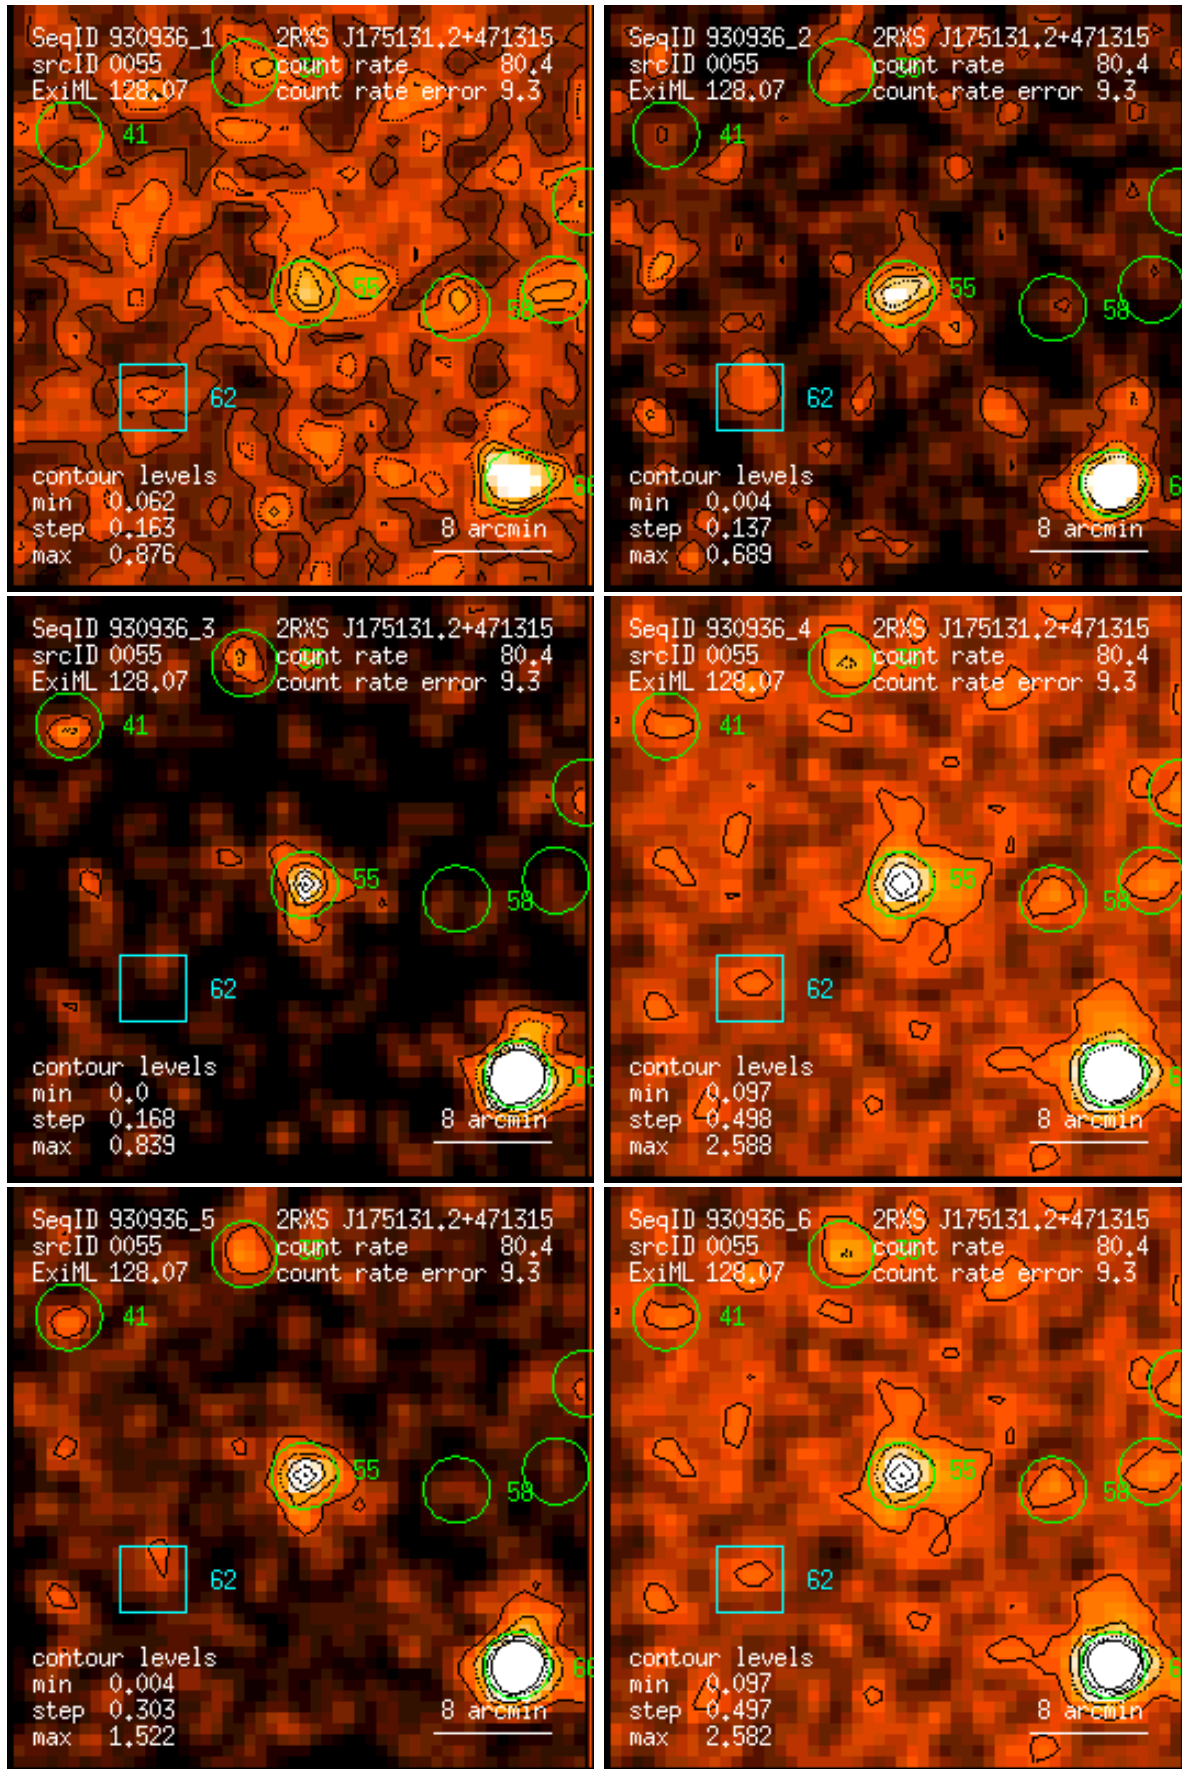 SeqID 930936_1 2RXS J175131.2+471315
srcID 0055 count rate 80.4
ExiML 128.07 count rate error 9.3
41
55
58
62
contour levels
min 0.062
step 0.163
max 0.876
8 arcmin
66
SeqID 930936_2 2RXS J175131.2+471315
srcID 0055 count rate 80.4
ExiML 128.07 count rate error 9.3
41
55
58
62
contour levels
min 0.004
step 0.137
max 0.689
8 arcmin
6
SeqID 930936_3 2RXS J175131.2+471315
srcID 0055 count rate 80.4
ExiML 128.07 count rate error 9.3
41
55
58
62
contour levels
min 0.0
step 0.168
max 0.839
8 arcmin
66
SeqID 930936_4 2RXS J175131.2+471315
srcID 0055 count rate 80.4
ExiML 128.07 count rate error 9.3
41
55
58
62
contour levels
min 0.097
step 0.498
max 2.588
8 arcmin
6
SeqID 930936_5 2RXS J175131.2+471315
srcID 0055 count rate 80.4
ExiML 128.07 count rate error 9.3
41
55
58
62
contour levels
min 0.004
step 0.303
max 1.522
8 arcmin
66
SeqID 930936_6 2RXS J175131.2+471315
srcID 0055 count rate 80.4
ExiML 128.07 count rate error 9.3
41
55
58
62
contour levels
min 0.097
step 0.497
max 2.582
8 arcmin
6